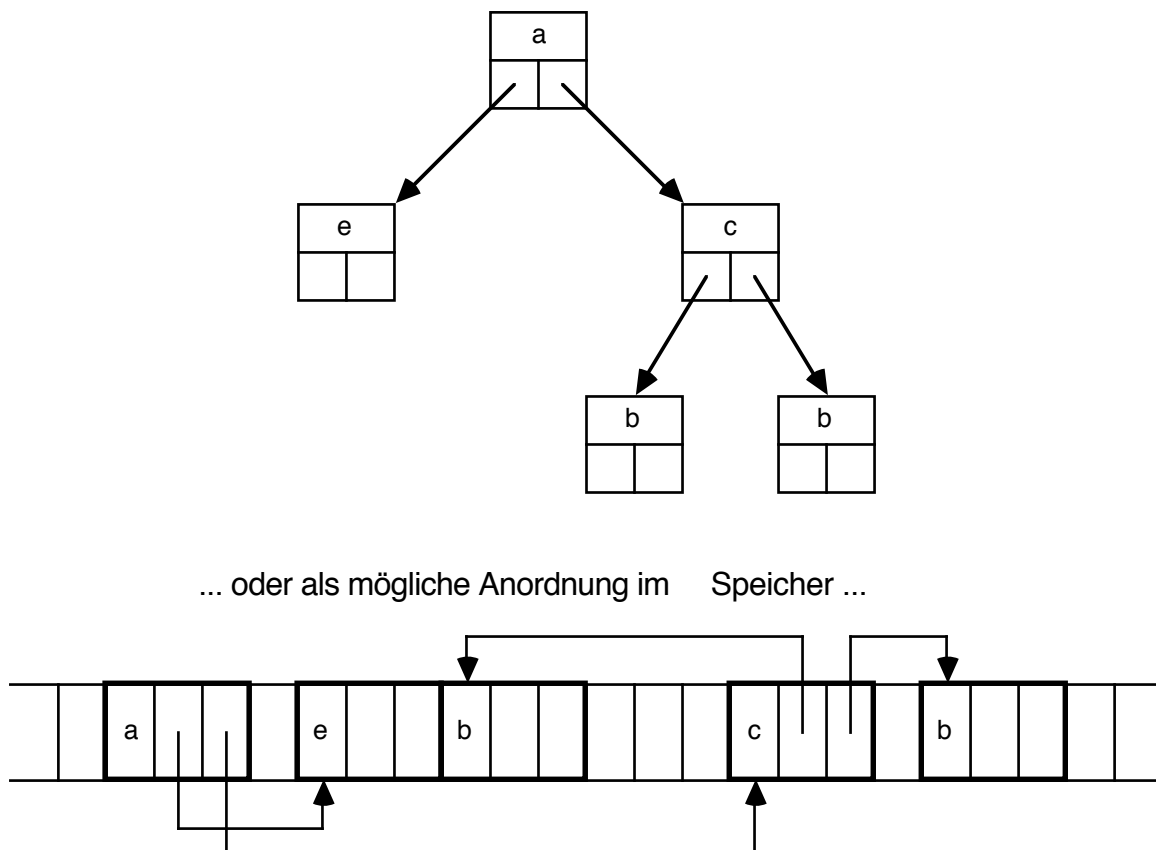 a
e c
b b
... oder als mögliche Anordnung im Speicher ...
a e b c b